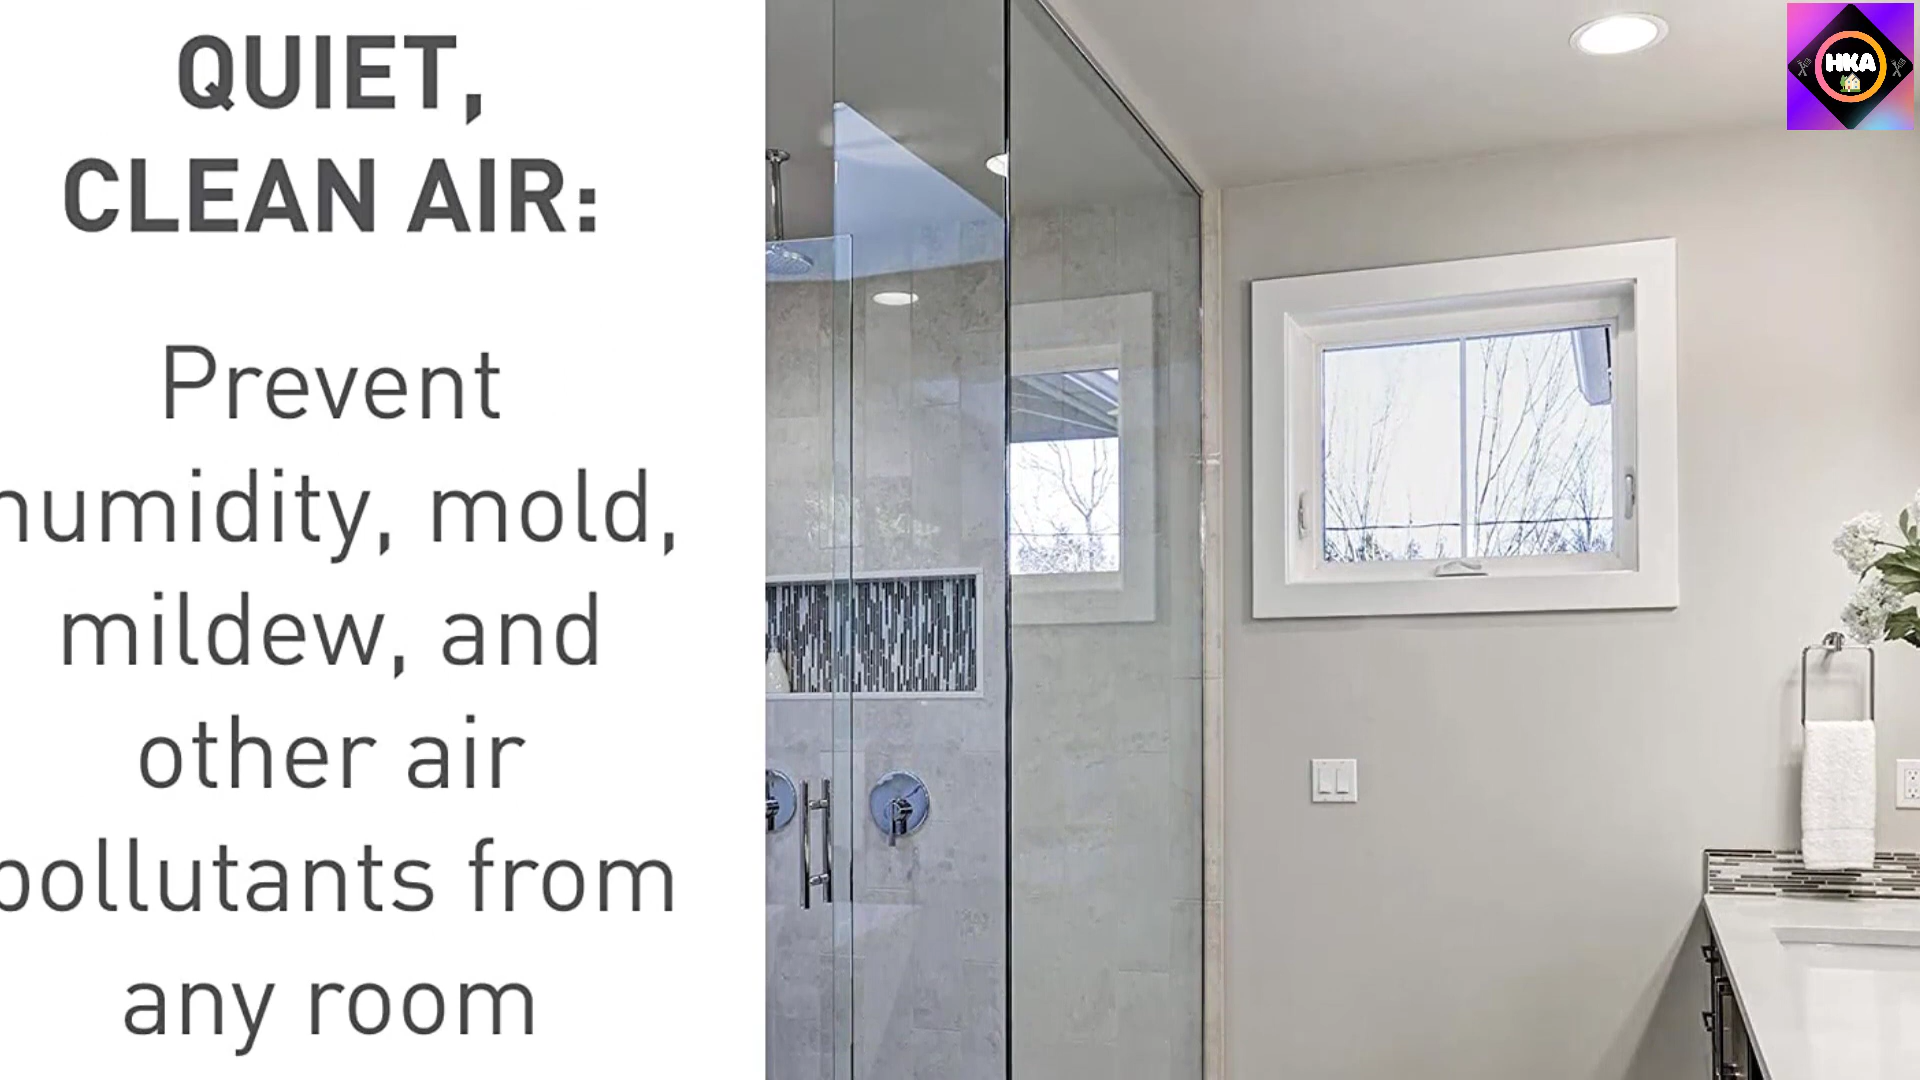 QUIET,
CLEAN AIR:
Prevent
humidity, mold,
mildew, and
other air
pollutants from
any room
HKA